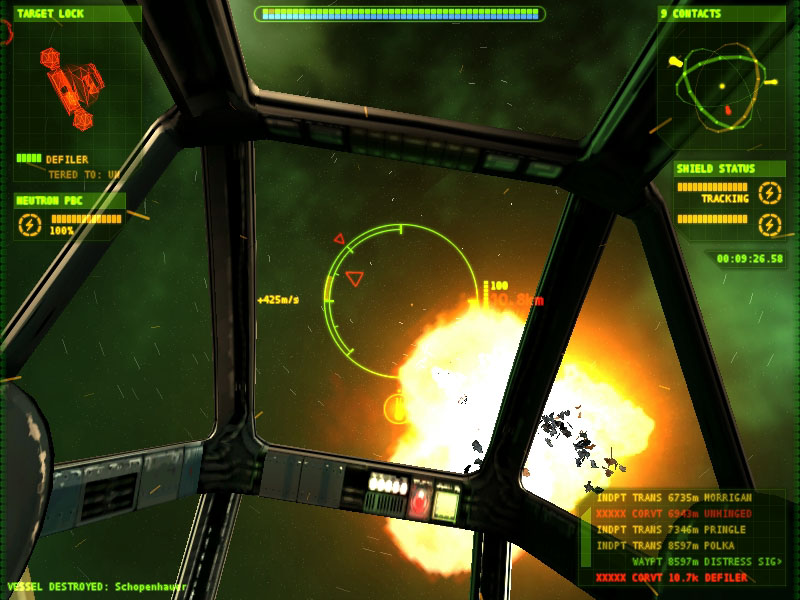 TARGET LOCK
9 CONTACTS
DEFILER
TERED TO: UN
NEUTRON PBC
100%
SHIELD STATUS
TRACKING
00:09:26.58
+425m/s
100
10.8km
INDPT TRANS 6735m MORRIGAN
XXXXX CORVT 6943m UNHINGED
INDPT TRANS 7346m PRINGLE
INDPT TRANS 8597m POLKA
WAYPT 8597m DISTRESS SIG>
XXXXX CORVT 10.7k DEFILER
VESSEL DESTROYED: Schopenhauer